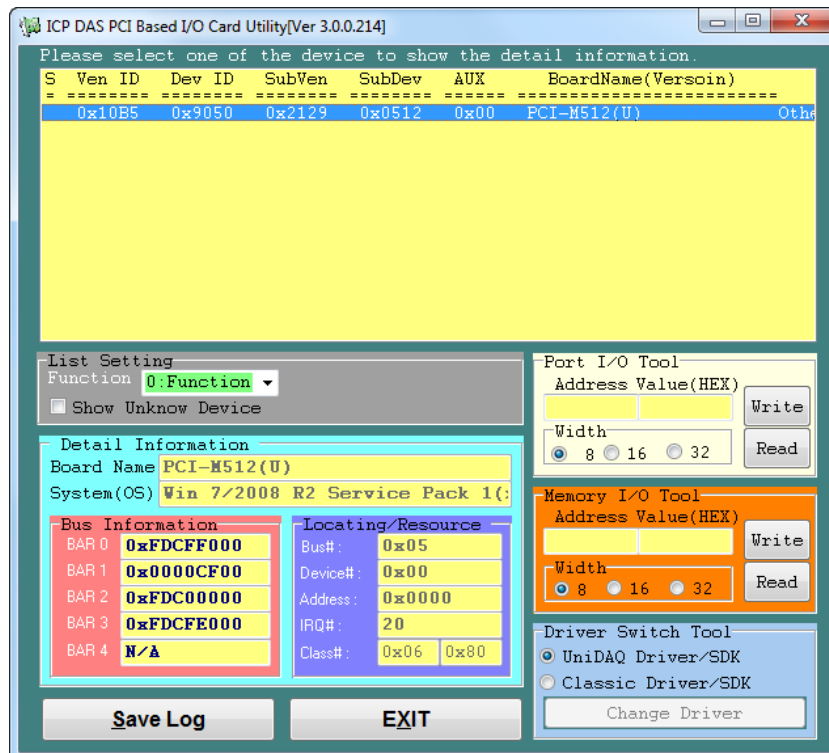 ICP DAS PCI Based I/O Card Utility[Ver 3.0.0.214]
Please select one of the device to show the detail information.
S Ven ID Dev ID SubVen SubDev AUX BoardName(Versoin)
= ======== ======== ======== ======== ====== ==========================
0x10B5 0x9050 0x2129 0x0512 0x00 PCI-M512(U) Othe
List Setting
Function 0:Function
Show Unknow Device
Detail Information
Board Name PCI-M512(U)
System(OS) Win 7/2008 R2 Service Pack 1(:
Bus Information
BAR 0 0xFDCFF000
BAR 1 0x0000CF00
BAR 2 0xFDC00000
BAR 3 0xFDCFE000
BAR 4 N/A
Locating/Resource
Bus#: 0x05
Device#: 0x00
Address: 0x0000
IRQ#: 20
Class#: 0x06 0x80
Save Log
EXIT
Port I/O Tool
Address Value(HEX)
Write
Width
8 16 32
Read
Memory I/O Tool
Address Value(HEX)
Write
Width
8 16 32
Read
Driver Switch Tool
UniDAQ Driver/SDK
Classic Driver/SDK
Change Driver